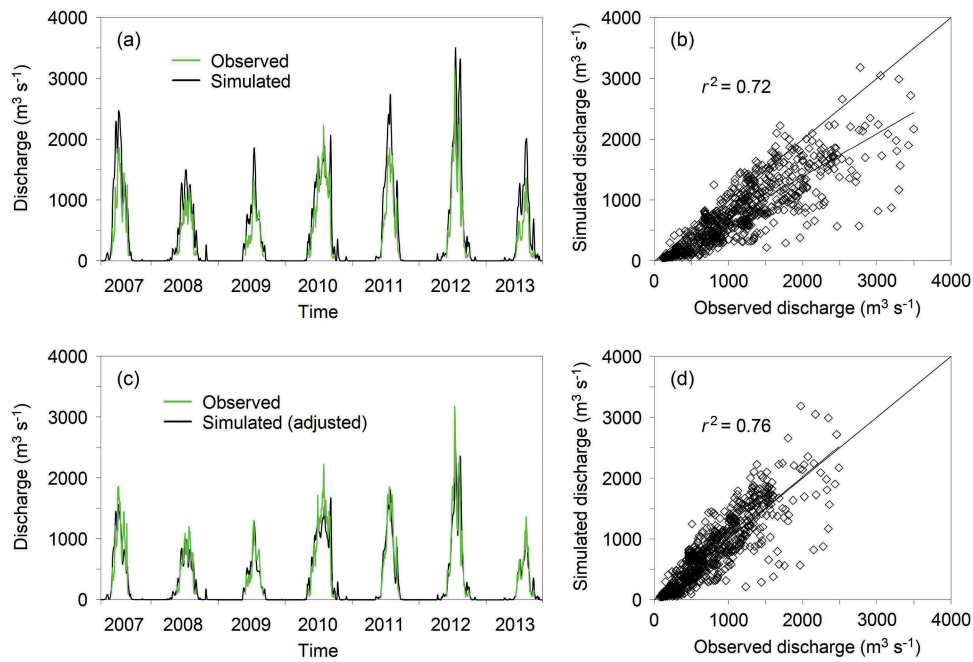 (a)
Observed
Simulated
Discharge (m³ s⁻¹)
4000
3000
2000
1000
0
2007 2008 2009 2010 2011 2012 2013
Time
(b)
r² = 0.72
Simulated discharge (m³ s⁻¹)
4000
3000
2000
1000
0
0 1000 2000 3000 4000
Observed discharge (m³ s⁻¹)
(c)
Observed
Simulated (adjusted)
Discharge (m³ s⁻¹)
4000
3000
2000
1000
0
2007 2008 2009 2010 2011 2012 2013
Time
(d)
r² = 0.76
Simulated discharge (m³ s⁻¹)
4000
3000
2000
1000
0
0 1000 2000 3000 4000
Observed discharge (m³ s⁻¹)